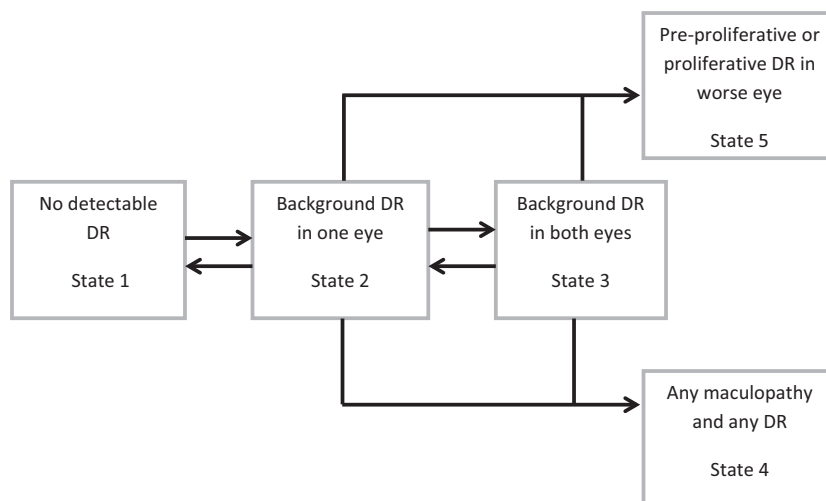 Pre-proliferative or
proliferative DR in
worse eye
State 5
No detectable
DR
State 1
Background DR
in one eye
State 2
Background DR
in both eyes
State 3
Any maculopathy
and any DR
State 4